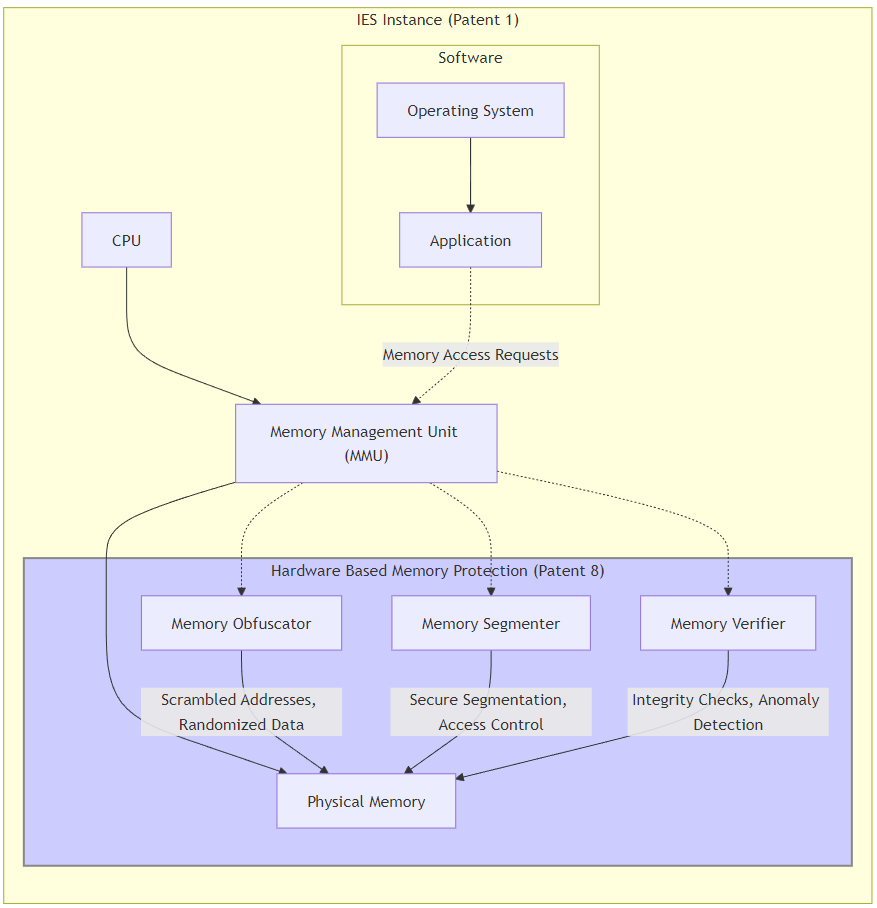 IES Instance (Patent 1)
Software
Operating System
CPU
Application
Memory Access Requests
Memory Management Unit
(MMU)
Hardware Based Memory Protection (Patent 8)
Memory Obfuscator
Memory Segmenter
Memory Verifier
Scrambled Addresses,
Randomized Data
Secure Segmentation,
Access Control
Integrity Checks, Anomaly
Detection
Physical Memory